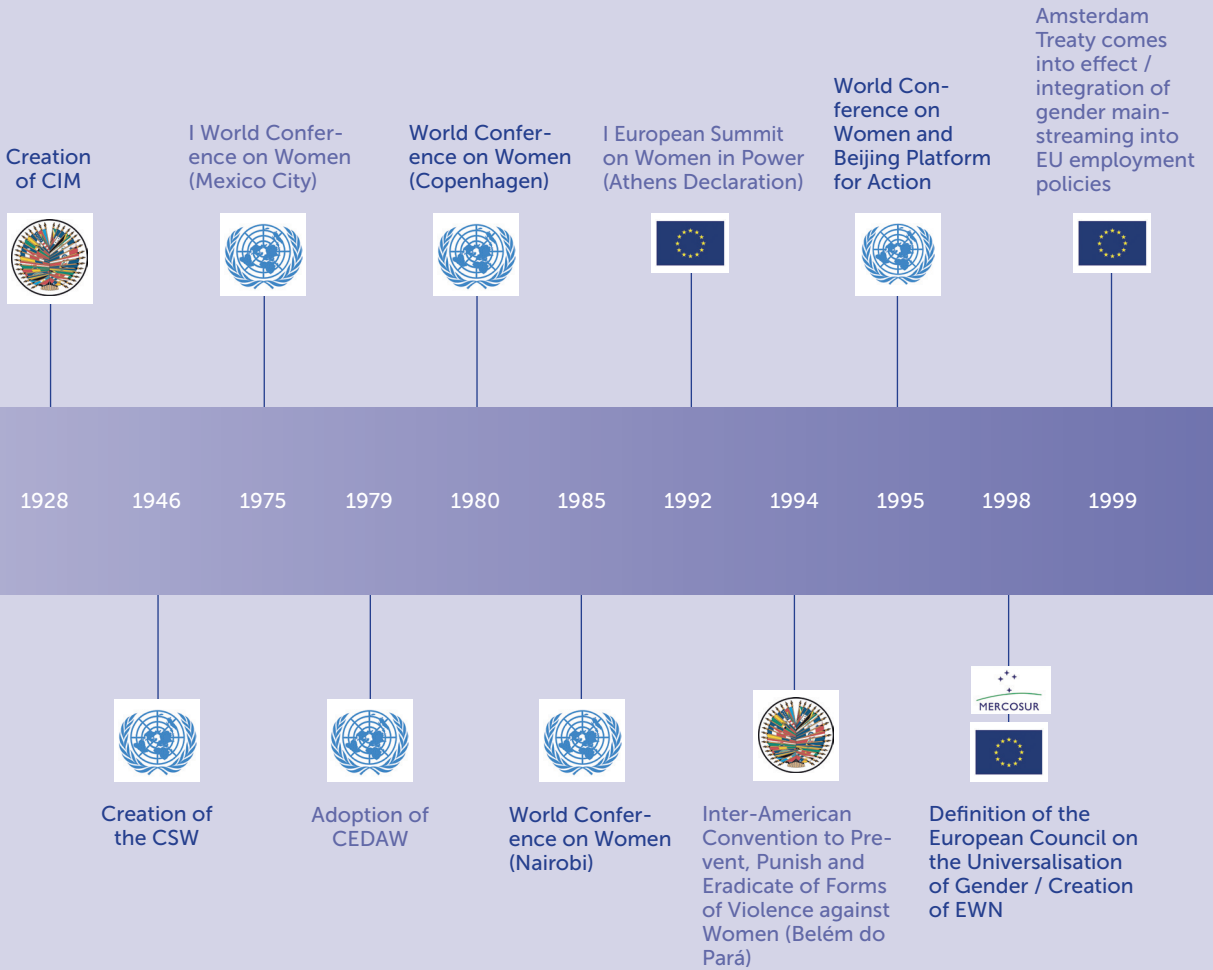 Creation
of CIM
I World Confer-
ence on Women
(Mexico City)
World Confer-
ence on Women
(Copenhagen)
I European Summit
on Women in Power
(Athens Declaration)
World Con-
ference on
Women and
Beijing Platform
for Action
Amsterdam
Treaty comes
into effect /
integration of
gender main-
streaming into
EU employment
policies
1928
1946
1975
1979
1980
1985
1992
1994
1995
1998
1999
Creation of
the CSW
Adoption of
CEDAW
World Confer-
ence on Women
(Nairobi)
Inter-American
Convention to Pre-
vent, Punish and
Eradicate of Forms
of Violence against
Women (Belém do
Pará)
MERCOSUR
Definition of the
European Council on
the Universalisation
of Gender / Creation
of EWN